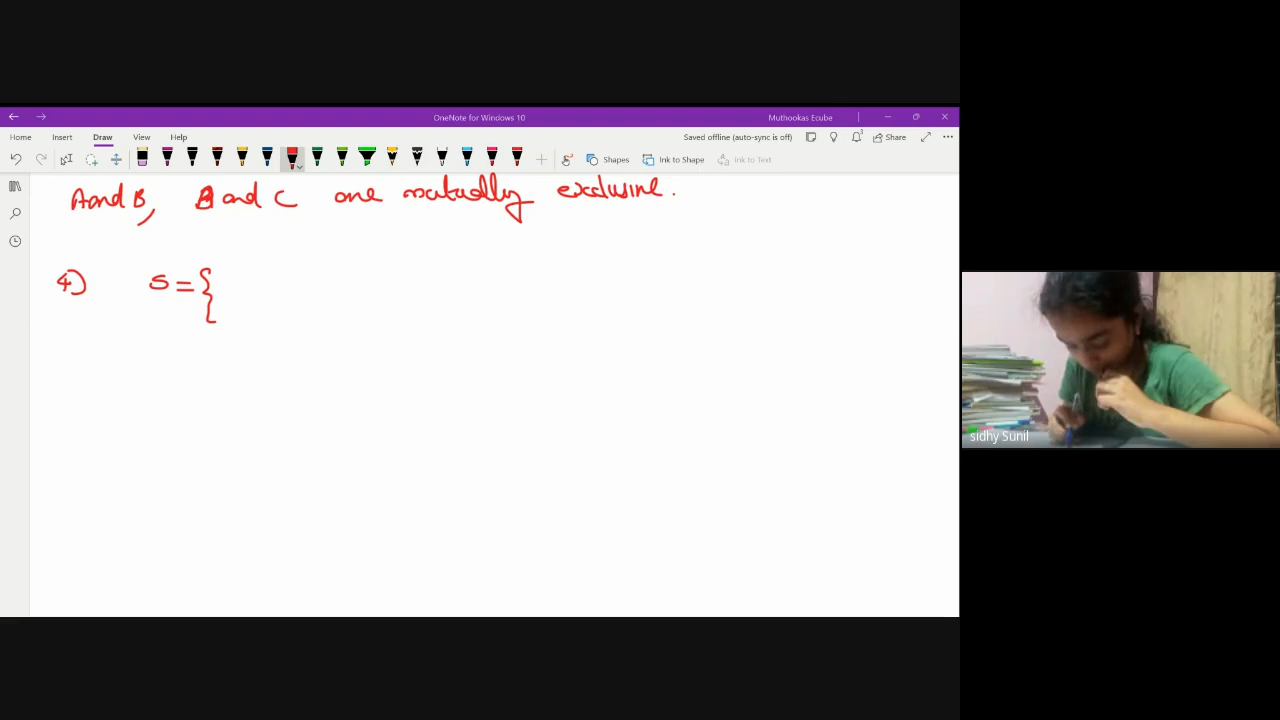 OneNote for Windows 10
Muthookas Ecube
Home Insert Draw View Help
Saved offline (auto-sync is off)
3
Share
Shapes
Ink to Shape
Ink to Text
A and B, B and C are mutually exclusive.
4) S = {
sidhy Sunil